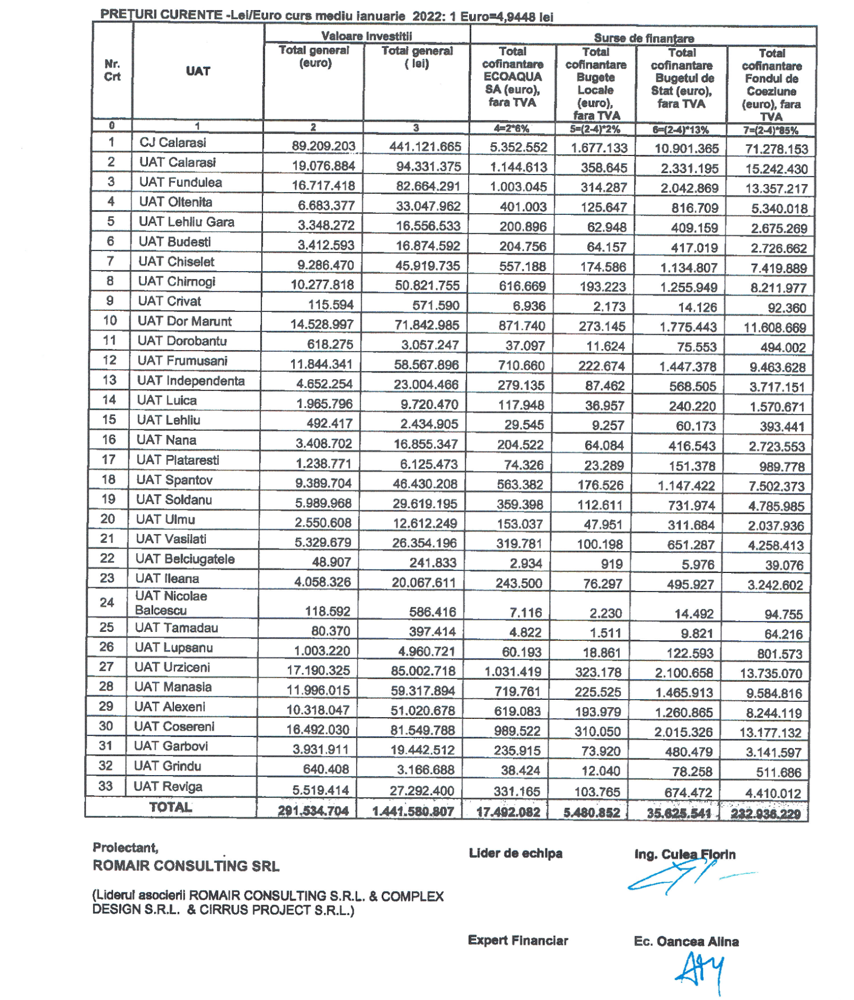 PREȚURI CURENTE -Lei/Euro curs mediu ianuarie 2022: 1 Euro=4,9448 lei
Nr. Crt | UAT | Valoare Investitii | Surse de finanțare
Total general (euro) | Total general ( lei) | Total cofinantare ECOAQUA SA (euro), fara TVA | Total cofinantare Bugete Locale (euro), fara TVA | Total cofinantare Bugetul de Stat (euro), fara TVA | Total cofinantare Fondul de Coeziune (euro), fara TVA
0 | 1 | 2 | 3 | 4=2*6% | 5=(2-4)*2% | 6=(2-4)*13% | 7=(2-4)*85%
1 | CJ Calarasi | 89.209.203 | 441.121.665 | 5.352.552 | 1.677.133 | 10.901.365 | 71.278.153
2 | UAT Calarasi | 19.076.884 | 94.331.375 | 1.144.613 | 358.645 | 2.331.195 | 15.242.430
3 | UAT Fundulea | 16.717.418 | 82.664.291 | 1.003.045 | 314.287 | 2.042.869 | 13.357.217
4 | UAT Oltenita | 6.683.377 | 33.047.962 | 401.003 | 125.647 | 816.709 | 5.340.018
5 | UAT Lehliu Gara | 3.348.272 | 16.556.533 | 200.896 | 62.948 | 409.159 | 2.675.269
6 | UAT Budesti | 3.412.593 | 16.874.592 | 204.756 | 64.157 | 417.019 | 2.726.662
7 | UAT Chiselet | 9.286.470 | 45.919.735 | 557.188 | 174.586 | 1.134.807 | 7.419.889
8 | UAT Chirnogi | 10.277.818 | 50.821.755 | 616.669 | 193.223 | 1.255.949 | 8.211.977
9 | UAT Crivat | 115.594 | 571.590 | 6.936 | 2.173 | 14.126 | 92.360
10 | UAT Dor Marunt | 14.528.997 | 71.842.985 | 871.740 | 273.145 | 1.775.443 | 11.608.669
11 | UAT Dorobantu | 618.275 | 3.057.247 | 37.097 | 11.624 | 75.553 | 494.002
12 | UAT Frumusani | 11.844.341 | 58.567.896 | 710.660 | 222.674 | 1.447.378 | 9.463.628
13 | UAT Independenta | 4.652.254 | 23.004.466 | 279.135 | 87.462 | 568.505 | 3.717.151
14 | UAT Luica | 1.965.796 | 9.720.470 | 117.948 | 36.957 | 240.220 | 1.570.671
15 | UAT Lehliu | 492.417 | 2.434.905 | 29.545 | 9.257 | 60.173 | 393.441
16 | UAT Nana | 3.408.702 | 16.855.347 | 204.522 | 64.084 | 416.543 | 2.723.553
17 | UAT Plataresti | 1.238.771 | 6.125.473 | 74.326 | 23.289 | 151.378 | 989.778
18 | UAT Spantov | 9.389.704 | 46.430.208 | 563.382 | 176.526 | 1.147.422 | 7.502.373
19 | UAT Soldanu | 5.989.968 | 29.619.195 | 359.398 | 112.611 | 731.974 | 4.785.985
20 | UAT Ulmu | 2.550.608 | 12.612.249 | 153.037 | 47.951 | 311.684 | 2.037.936
21 | UAT Vasilati | 5.329.679 | 26.354.196 | 319.781 | 100.198 | 651.287 | 4.258.413
22 | UAT Belciugatele | 48.907 | 241.833 | 2.934 | 919 | 5.976 | 39.076
23 | UAT Ileana | 4.058.326 | 20.067.611 | 243.500 | 76.297 | 495.927 | 3.242.602
24 | UAT Nicolae Balcescu | 118.592 | 586.416 | 7.116 | 2.230 | 14.492 | 94.755
25 | UAT Tamadau | 80.370 | 397.414 | 4.822 | 1.511 | 9.821 | 64.216
26 | UAT Lupsanu | 1.003.220 | 4.960.721 | 60.193 | 18.861 | 122.593 | 801.573
27 | UAT Urziceni | 17.190.325 | 85.002.718 | 1.031.419 | 323.178 | 2.100.658 | 13.735.070
28 | UAT Manasia | 11.996.015 | 59.317.894 | 719.761 | 225.525 | 1.465.913 | 9.584.816
29 | UAT Alexeni | 10.318.047 | 51.020.678 | 619.083 | 193.979 | 1.260.865 | 8.244.119
30 | UAT Cosereni | 16.492.030 | 81.549.788 | 989.522 | 310.050 | 2.015.326 | 13.177.132
31 | UAT Garbovi | 3.931.911 | 19.442.512 | 235.915 | 73.920 | 480.479 | 3.141.597
32 | UAT Grindu | 640.408 | 3.166.688 | 38.424 | 12.040 | 78.258 | 511.686
33 | UAT Reviga | 5.519.414 | 27.292.400 | 331.165 | 103.765 | 674.472 | 4.410.012
TOTAL | 291.534.704 | 1.441.580.807 | 17.492.082 | 5.480.852 | 35.625.541 | 232.936.229
Proiectant,
ROMAIR CONSULTING SRL
Lider de echipa
Ing. Culea Florin
(Liderul asocierii ROMAIR CONSULTING S.R.L. & COMPLEX
DESIGN S.R.L. & CIRRUS PROJECT S.R.L.)
Expert Financiar
Ec. Oancea Alina